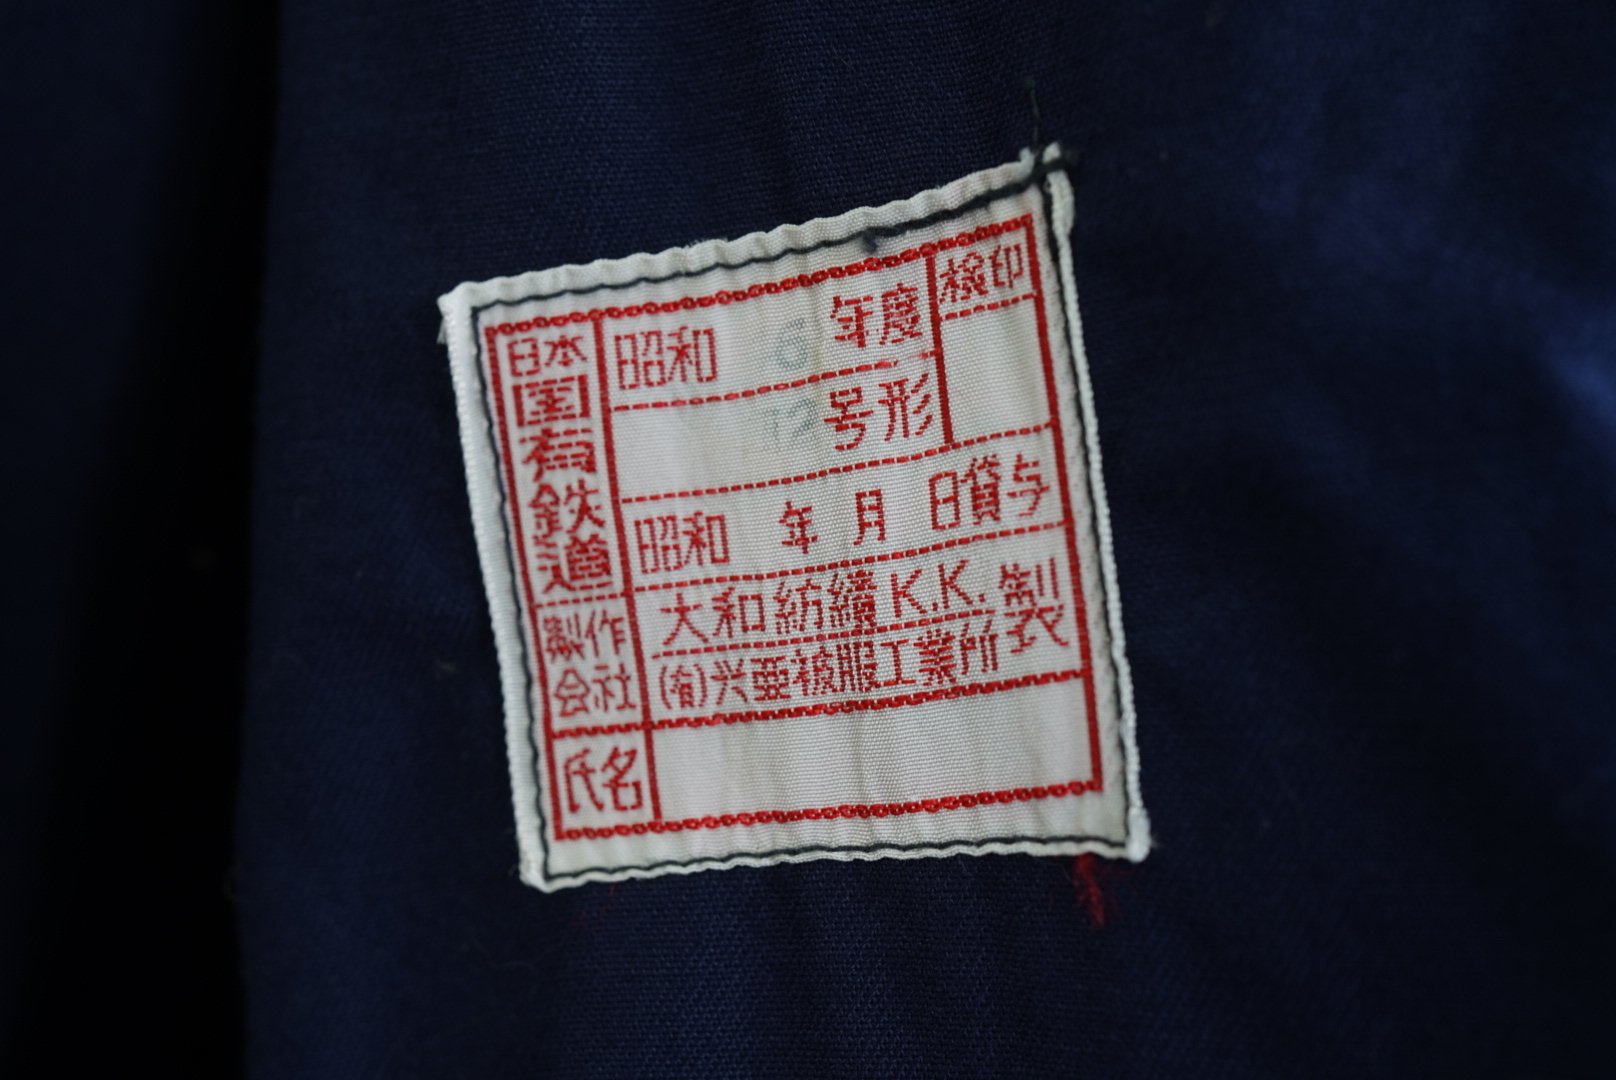 日本国有鉄道
昭和 6 年度
検印
12 号形
昭和 年 月 日貸与
製作会社
大和紡績K.K.製
(有)兴亜被服工業所
氏名